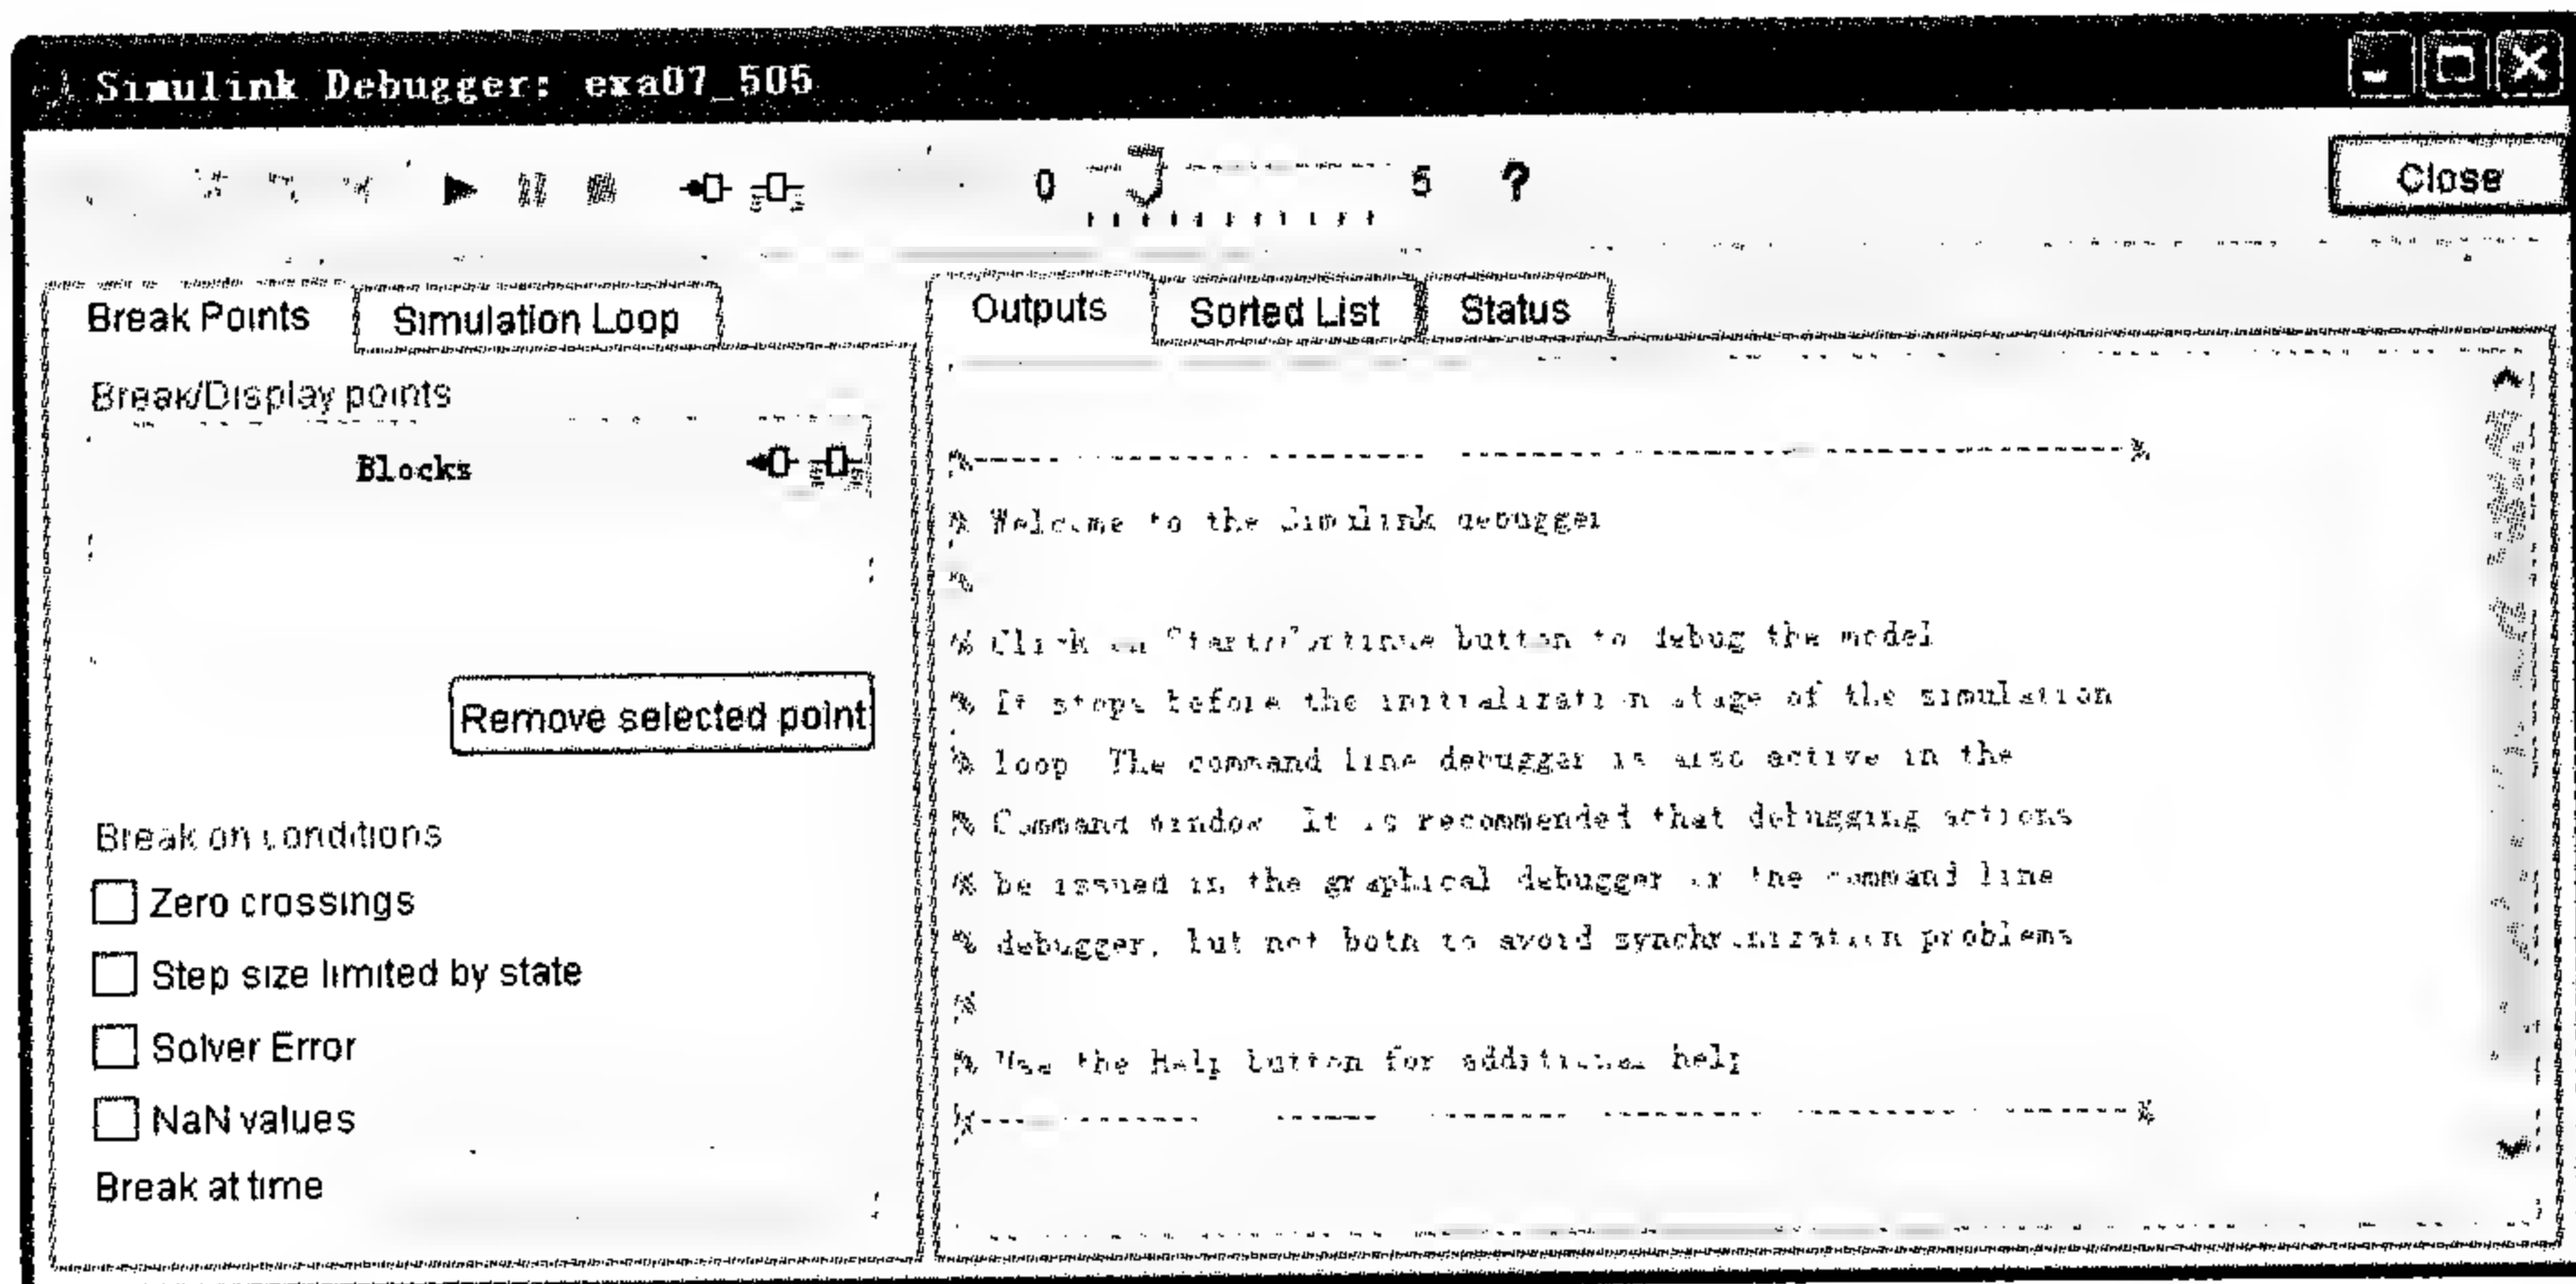 Simulink Debugger: exa07_505
0 5 ? Close
Break Points Simulation Loop
Break/Display points
Blocks
Remove selected point
Break on conditions
Zero crossings
Step size limited by state
Solver Error
NaN values
Break at time
Outputs Sorted List Status
%------------------------------------------------------------%
% Welcome to the Simulink debugger
%
% Click on Start/Continue button to debug the model
% It stops before the initialization stage of the simulation
% loop The command line debugger is also active in the
% Command window It is recommended that debugging actions
% be issued in the graphical debugger or the command line
% debugger, but not both to avoid synchronization problems
%
% Use the Help button for additional help
%------------------------------------------------------------%